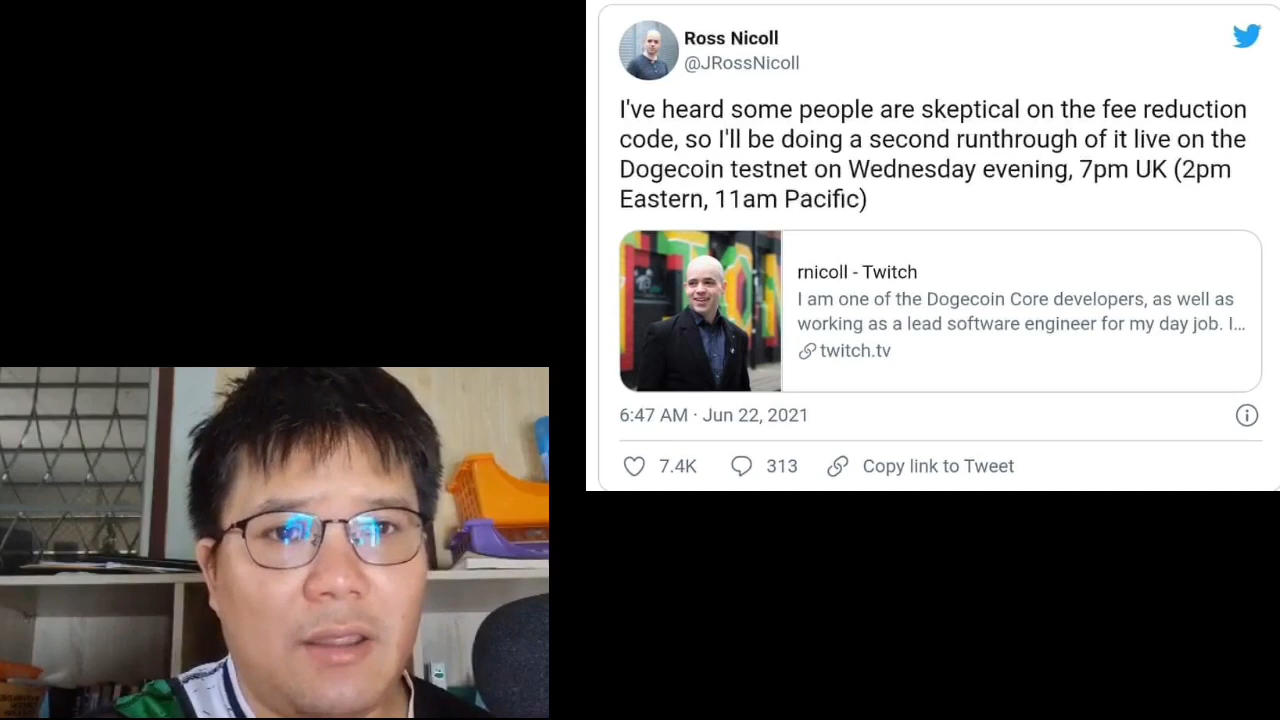 Ross Nicoll
@JRossNicoll
I've heard some people are skeptical on the fee reduction
code, so I'll be doing a second runthrough of it live on the
Dogecoin testnet on Wednesday evening, 7pm UK (2pm
Eastern, 11am Pacific)
rnicoll - Twitch
I am one of the Dogecoin Core developers, as well as
working as a lead software engineer for my day job. I...
twitch.tv
6:47 AM · Jun 22, 2021
7.4K 313 Copy link to Tweet